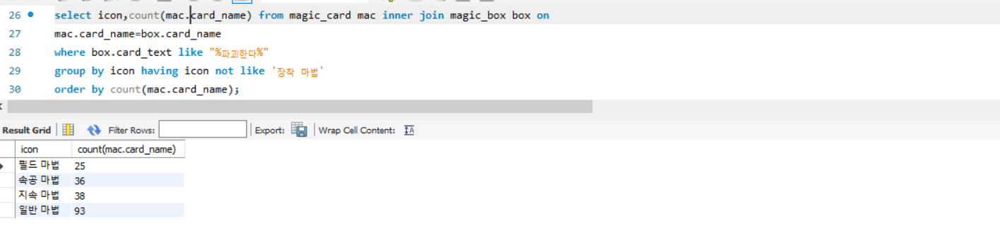 26 select icon,count(mac.card_name) from magic_card mac inner join magic_box box on
27 mac.card_name=box.card_name
28 where box.card_text like "%파괴한다%"
29 group by icon having icon not like '장착 마법'
30 order by count(mac.card_name);
Result Grid Filter Rows: Export: Wrap Cell Content:
icon count(mac.card_name)
필드 마법 25
속공 마법 36
지속 마법 38
일반 마법 93